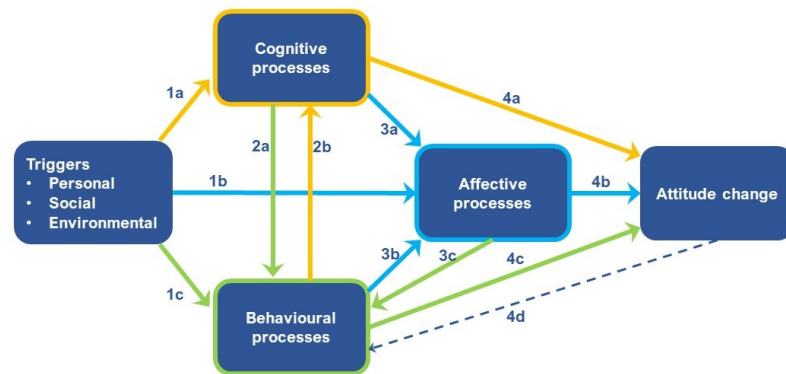 Cognitive
processes
1a
4a
3a
2a
2b
Triggers
• Personal
• Social
• Environmental
1b
Affective
processes
4b
Attitude change
3b
3c
4c
1c
Behavioural
processes
4d